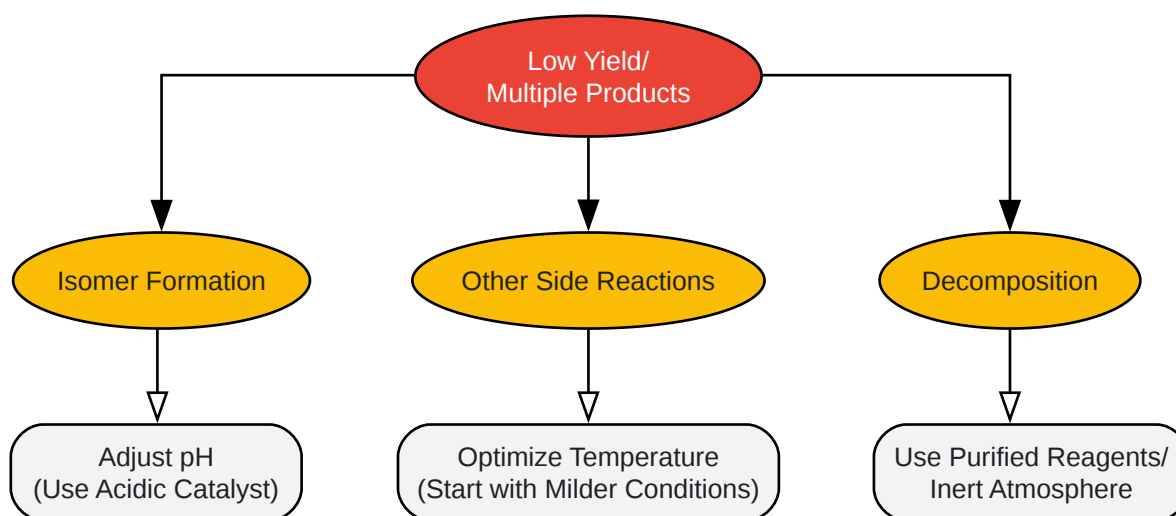 Low Yield/
Multiple Products
Isomer Formation
Other Side Reactions
Decomposition
Adjust pH
(Use Acidic Catalyst)
Optimize Temperature
(Start with Milder Conditions)
Use Purified Reagents/
Inert Atmosphere